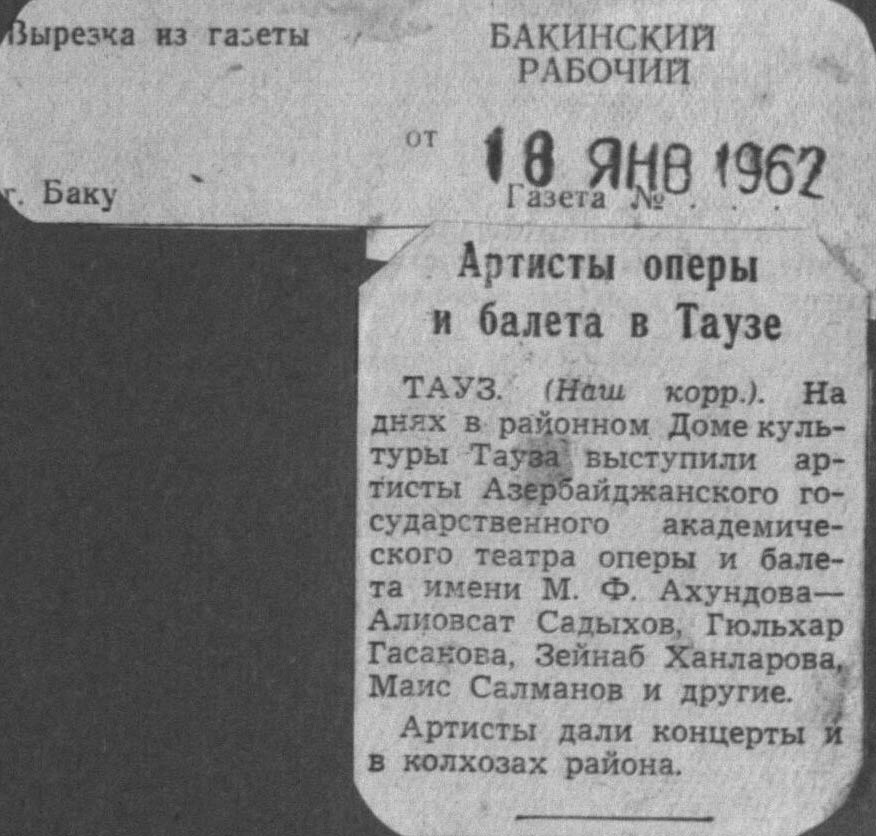 Вырезка из газеты
БАКИНСКИЙ
РАБОЧИЙ
от
18 ЯНВ 1962
г. Баку
Газета № . . .
Артисты оперы
и балета в Таузе
ТАУЗ. (Наш корр.). На
днях в районном Доме куль-
туры Тауза выступили ар-
тисты Азербайджанского го-
сударственного академиче-
ского театра оперы и бале-
та имени М. Ф. Ахундова—
Алиовсат Садыхов, Гюльхар
Гасанова, Зейнаб Ханларова,
Маис Салманов и другие.
Артисты дали концерты и
в колхозах района.